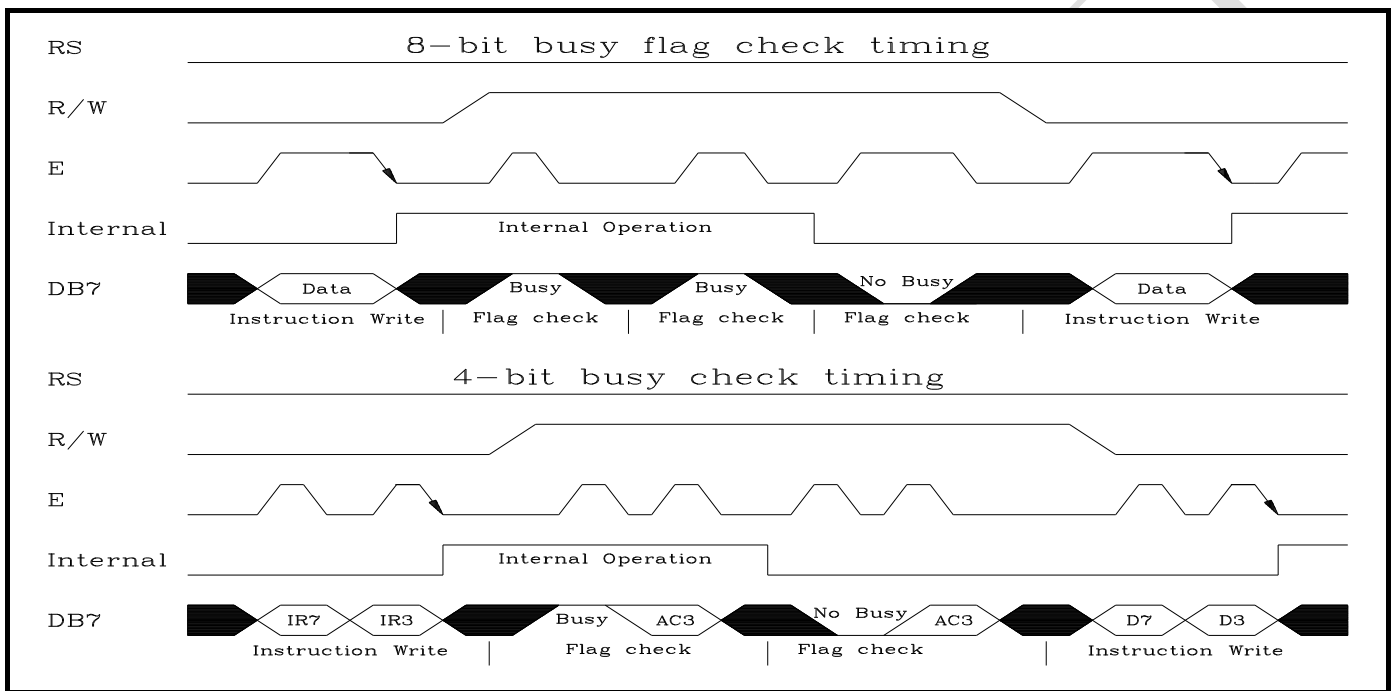 RS 8-bit busy flag check timing
R/W
E
Internal Internal Operation
DB7 Data Busy Busy No Busy Data
Instruction Write Flag check Flag check Flag check Instruction Write
RS 4-bit busy check timing
R/W
E
Internal Internal Operation
DB7 IR7 IR3 Busy AC3 No Busy AC3 D7 D3
Instruction Write Flag check Flag check Instruction Write